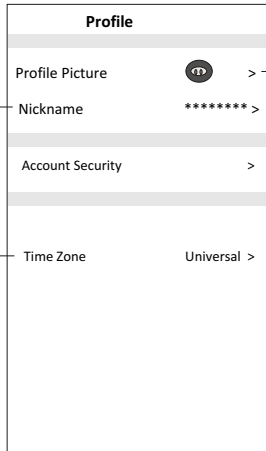 Profile
Profile Picture >
Nickname ******** >
Account Security >
Time Zone Universal >